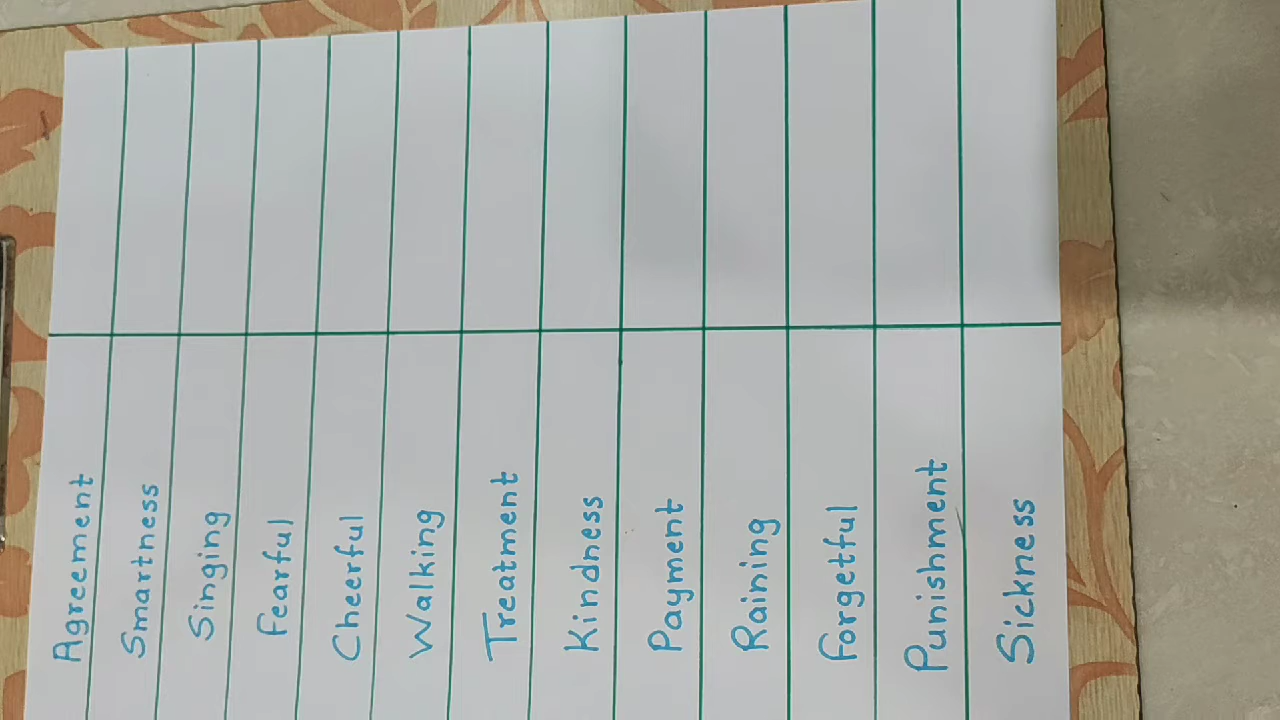 Agreement
Smartness
Singing
Fearful
Cheerful
Walking
Treatment
Kindness
Payment
Raining
Forgetful
Punishment
Sickness